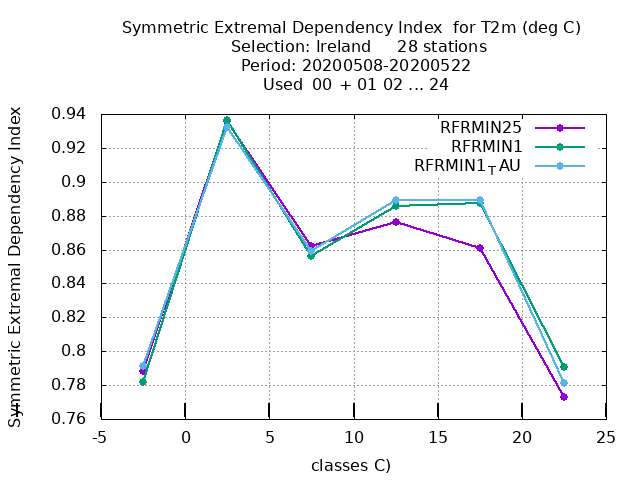 Symmetric Extremal Dependency Index  for T2m (deg C)
Selection: Ireland     28 stations
Period: 20200508-20200522
Used  00  + 01 02 ... 24
Symmetric Extremal Dependency Index
0.94
0.92
0.9
0.88
0.86
0.84
0.82
0.8
0.78
0.76
RFRMIN25
RFRMIN1
RFRMIN1TAU
-5
0
5
10
15
20
25
classes C)